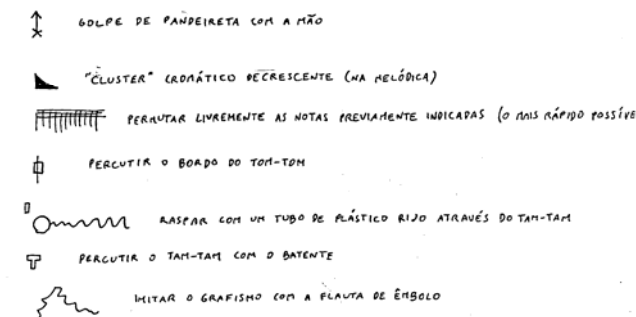 GOLPE DE PANDEIRETA COM A MÃO
"CLUSTER" CROMÁTICO DECRESCENTE (NA MELÓDICA)
PERMUTAR LIVREMENTE AS NOTAS PREVIAMENTE INDICADAS (O MAIS RÁPIDO POSSÍVE
PERCUTIR O BORDO DO TOM-TOM
RASPAR COM UM TUBO DE PLÁSTICO RIJO ATRAVÉS DO TAM-TAM
PERCUTIR O TAM-TAM COM O BATENTE
IMITAR O GRAFISMO COM A FLAUTA DE ÊMBOLO